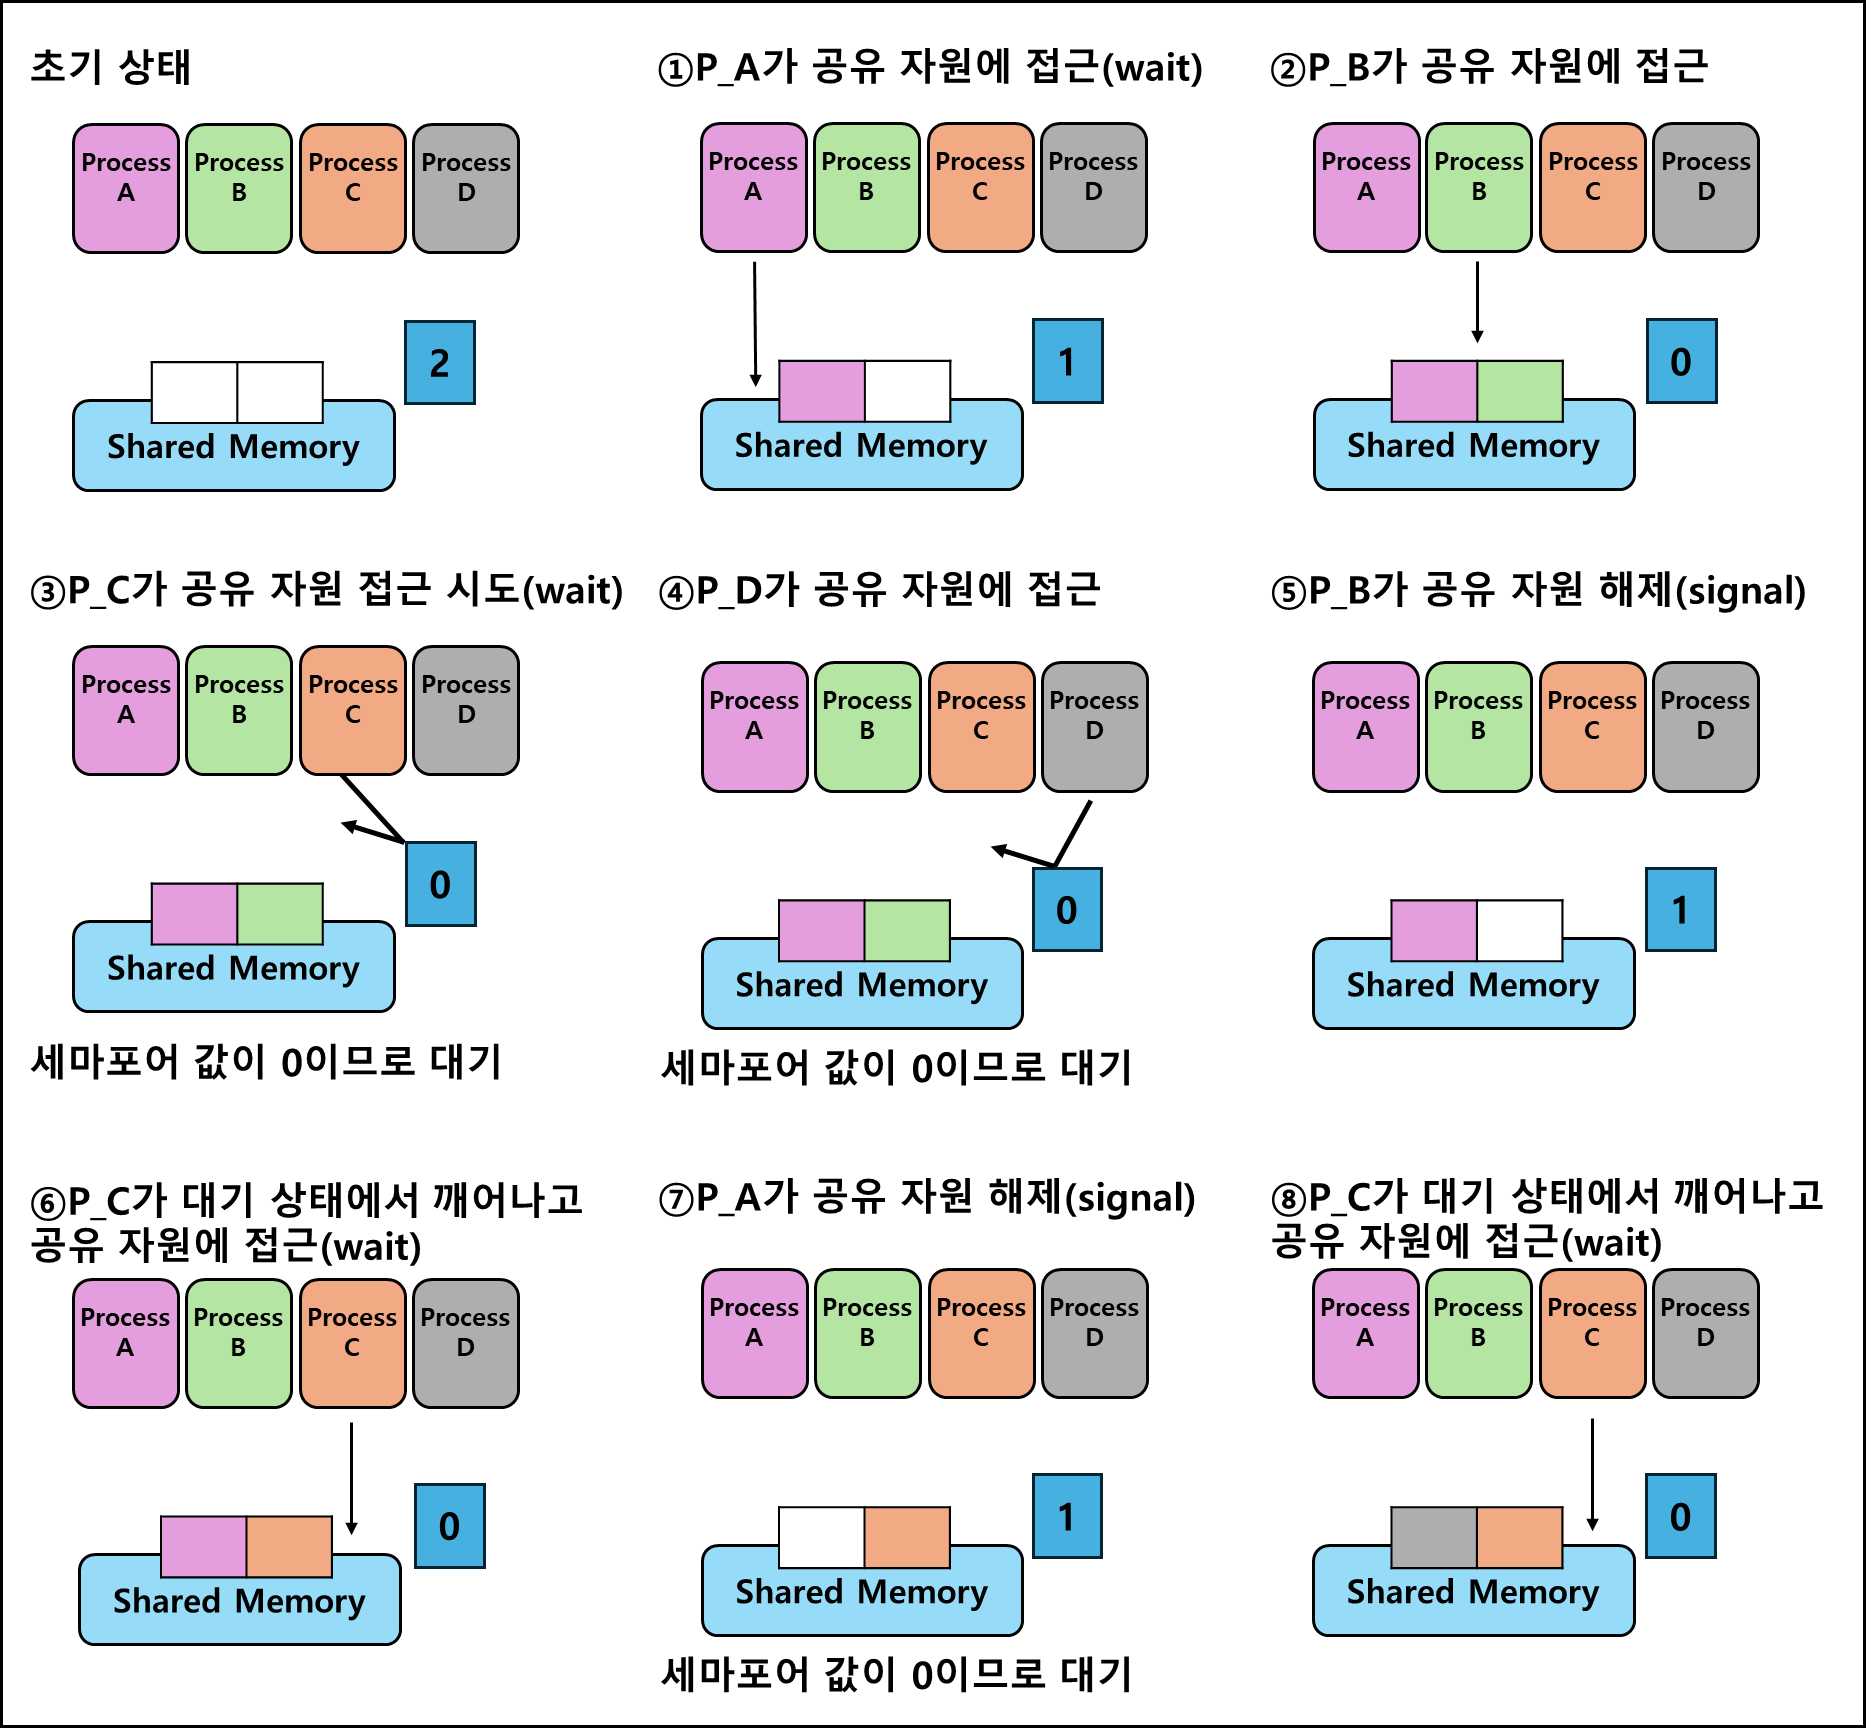 초기 상태
Process A
Process B
Process C
Process D
2
Shared Memory
①P_A가 공유 자원에 접근(wait)
Process A
Process B
Process C
Process D
1
Shared Memory
②P_B가 공유 자원에 접근
Process A
Process B
Process C
Process D
0
Shared Memory
③P_C가 공유 자원 접근 시도(wait)
Process A
Process B
Process C
Process D
0
Shared Memory
세마포어 값이 0이므로 대기
④P_D가 공유 자원에 접근
Process A
Process B
Process C
Process D
0
Shared Memory
세마포어 값이 0이므로 대기
⑤P_B가 공유 자원 해제(signal)
Process A
Process B
Process C
Process D
1
Shared Memory
⑥P_C가 대기 상태에서 깨어나고
공유 자원에 접근(wait)
Process A
Process B
Process C
Process D
0
Shared Memory
⑦P_A가 공유 자원 해제(signal)
Process A
Process B
Process C
Process D
1
Shared Memory
세마포어 값이 0이므로 대기
⑧P_C가 대기 상태에서 깨어나고
공유 자원에 접근(wait)
Process A
Process B
Process C
Process D
0
Shared Memory